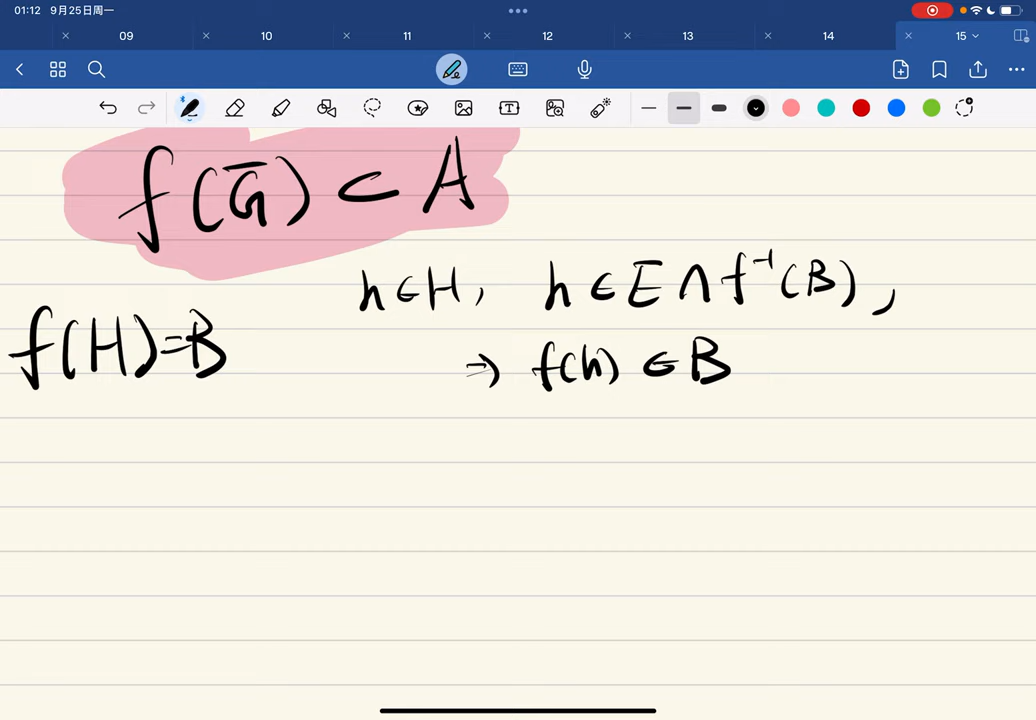 01:12 9月25日周一
09 10 11 12 13 14 15
f(G̅) ⊂ A
h∈H, h∈E∩f⁻¹(B),
f(H)=B
⇒ f(h) ∈ B